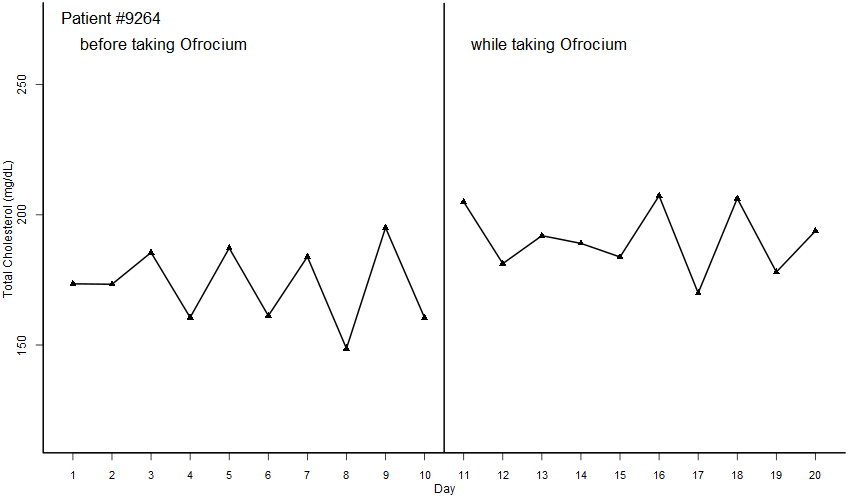 Patient #9264
before taking Ofrocium
while taking Ofrocium
Total Cholesterol (mg/dL)
250
200
150
1 2 3 4 5 6 7 8 9 10 11 12 13 14 15 16 17 18 19 20
Day